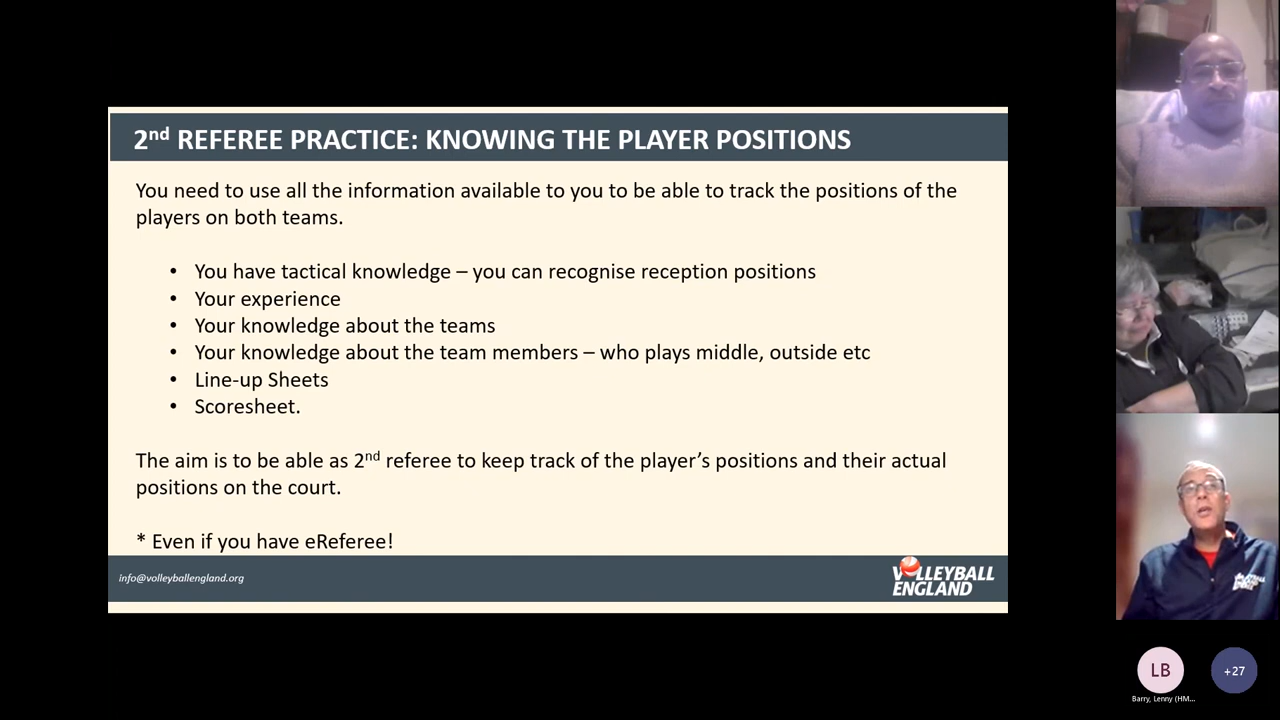 2nd REFEREE PRACTICE: KNOWING THE PLAYER POSITIONS
You need to use all the information available to you to be able to track the positions of the
players on both teams.
• You have tactical knowledge – you can recognise reception positions
• Your experience
• Your knowledge about the teams
• Your knowledge about the team members – who plays middle, outside etc
• Line-up Sheets
• Scoresheet.
The aim is to be able as 2nd referee to keep track of the player’s positions and their actual
positions on the court.
* Even if you have eReferee!
info@volleyballengland.org
VOLLEYBALL
ENGLAND
LB
+27
Barry, Lenny (HM...